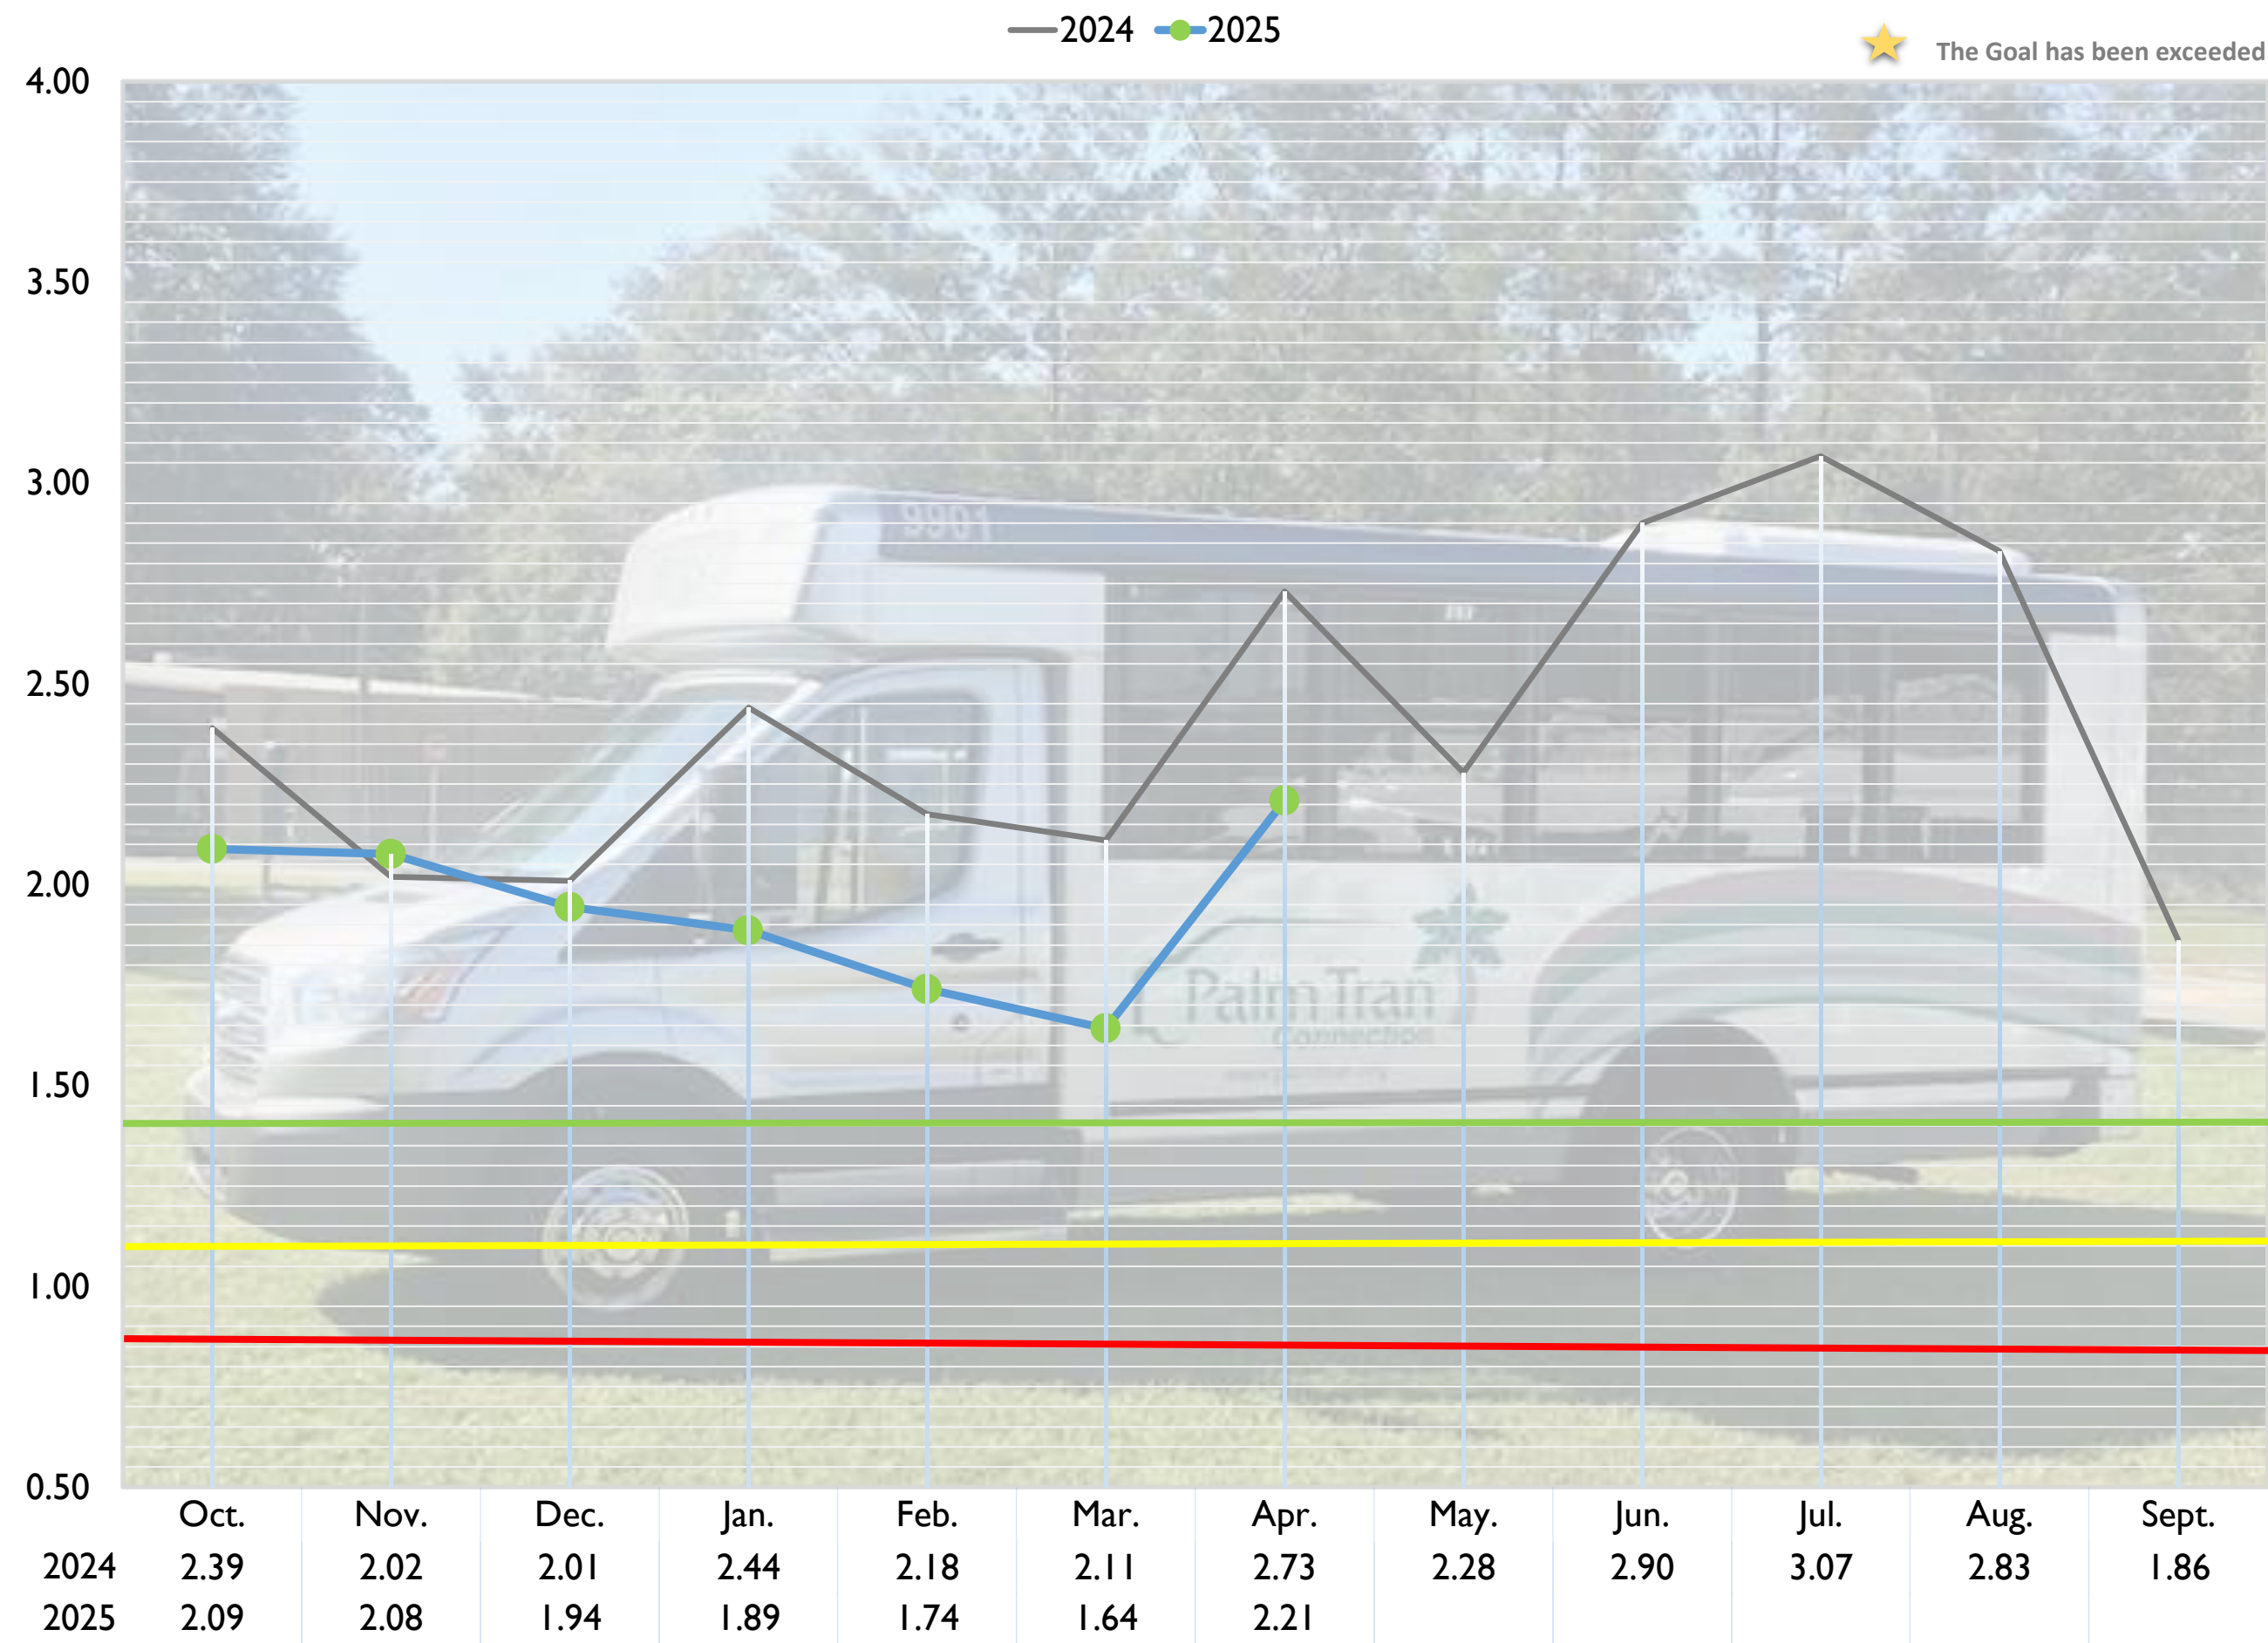 2024 2025
The Goal has been exceeded
4.00
3.50
3.00
2.50
2.00
1.50
1.00
0.50
9901
PalmTran
Connection
Oct. Nov. Dec. Jan. Feb. Mar. Apr. May. Jun. Jul. Aug. Sept.
2024 2.39 2.02 2.01 2.44 2.18 2.11 2.73 2.28 2.90 3.07 2.83 1.86
2025 2.09 2.08 1.94 1.89 1.74 1.64 2.21